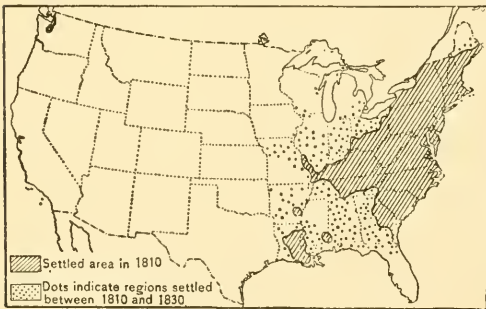 Settled area in 1810
Dots indicate regions settled
between 1810 and 1830